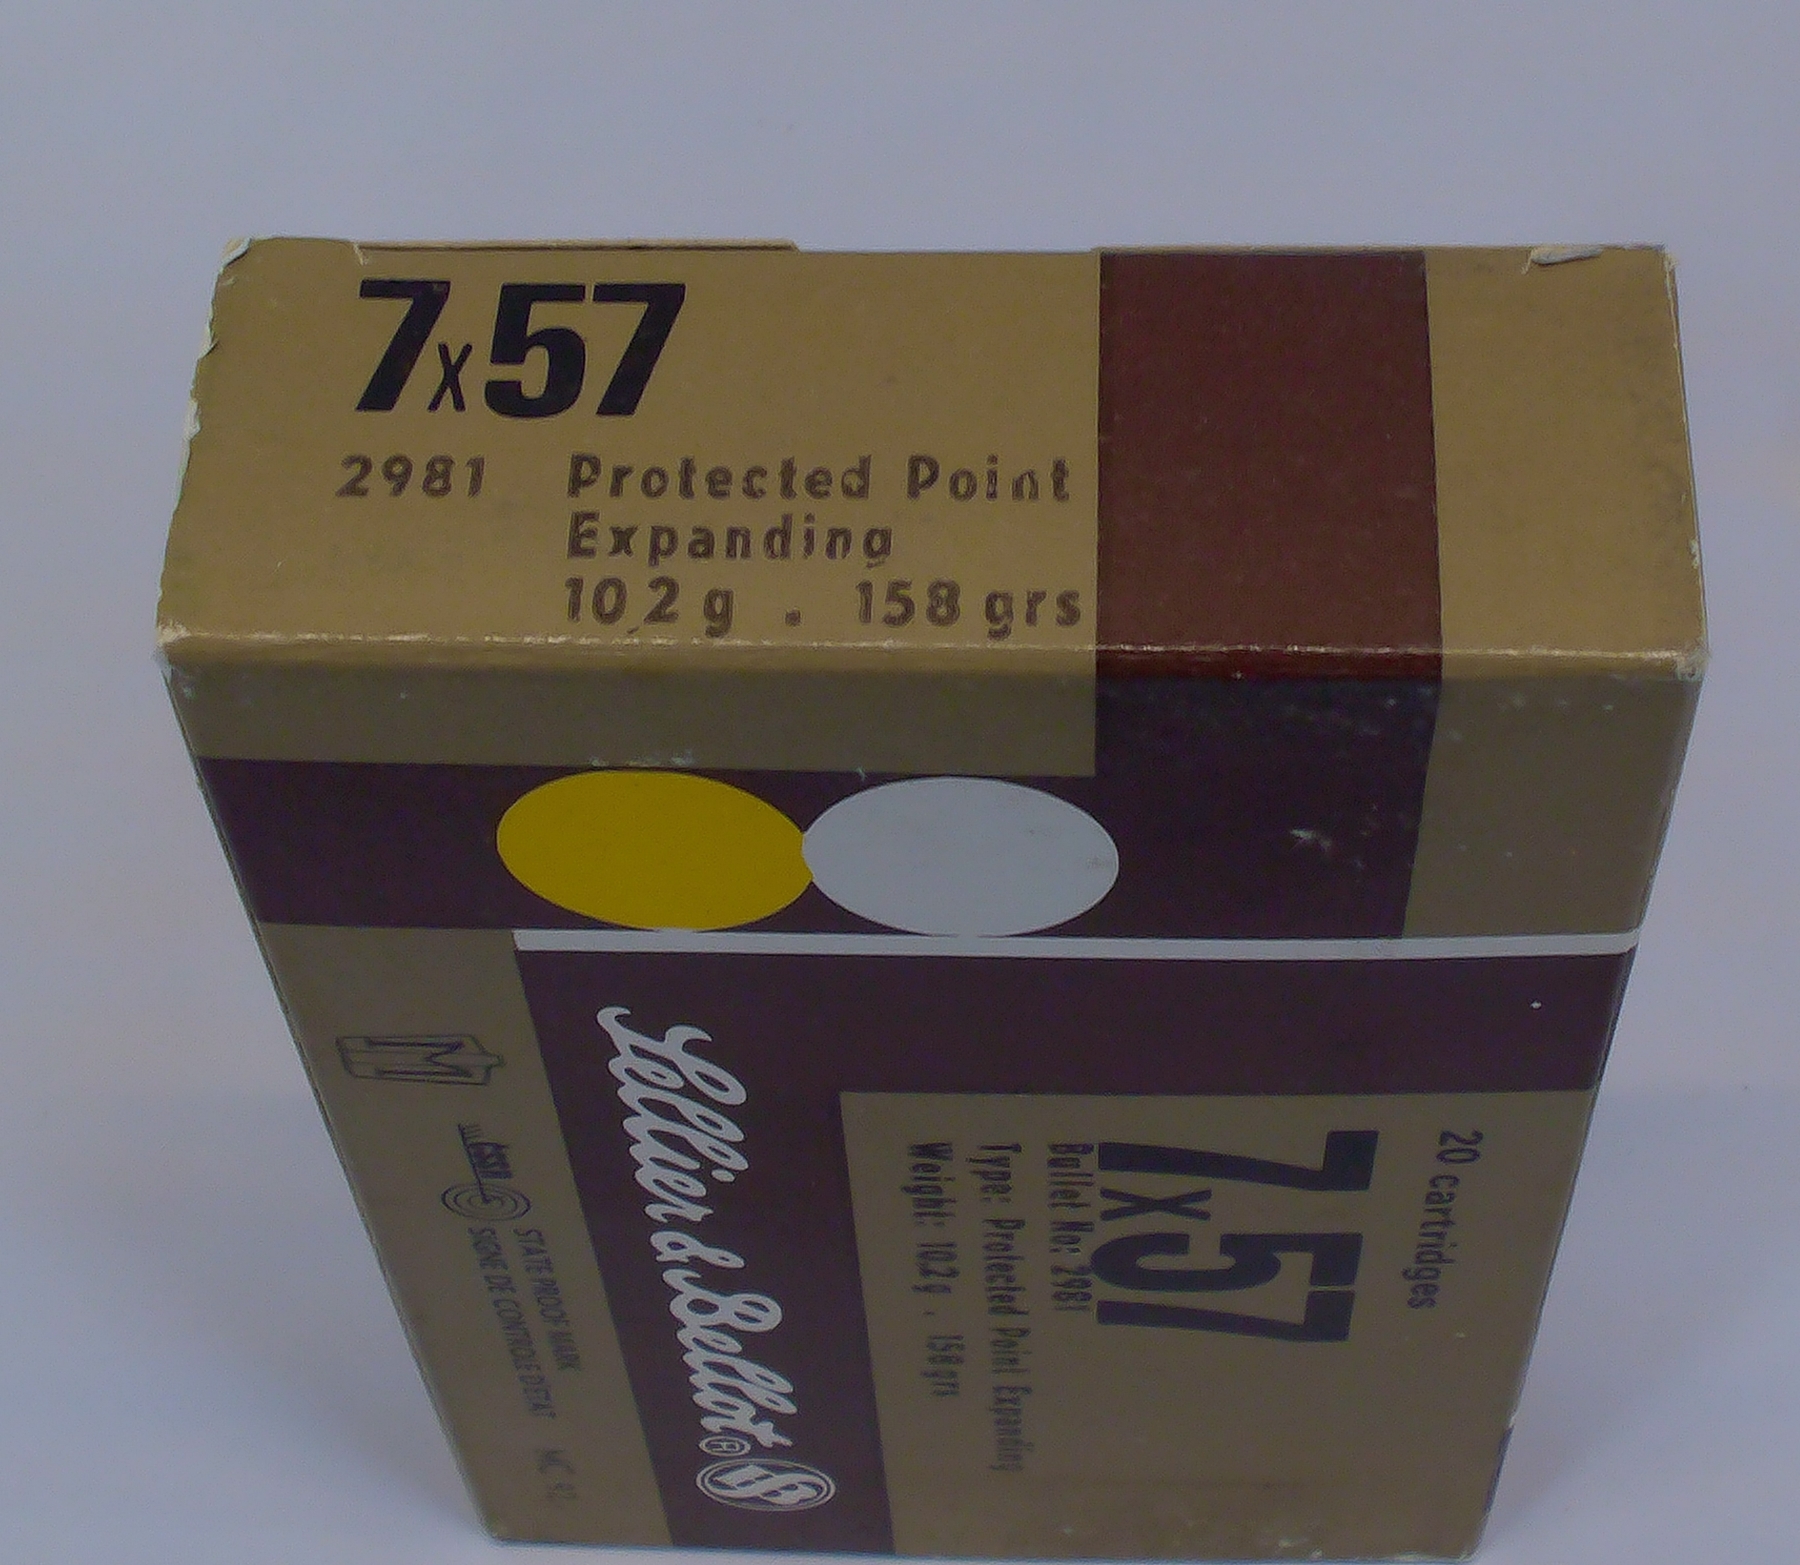 7x57
2981 Protected Point
Expanding
10,2 g . 158 grs
20 cartridges
7x57
Bullet No: 2981
Type: Protected Point Expanding
Weight: 10,2 g . 158 grs
Sellier & Bellot ®
STATE PROOF MARK
SIGNE DE CONTROLE D'ETAT